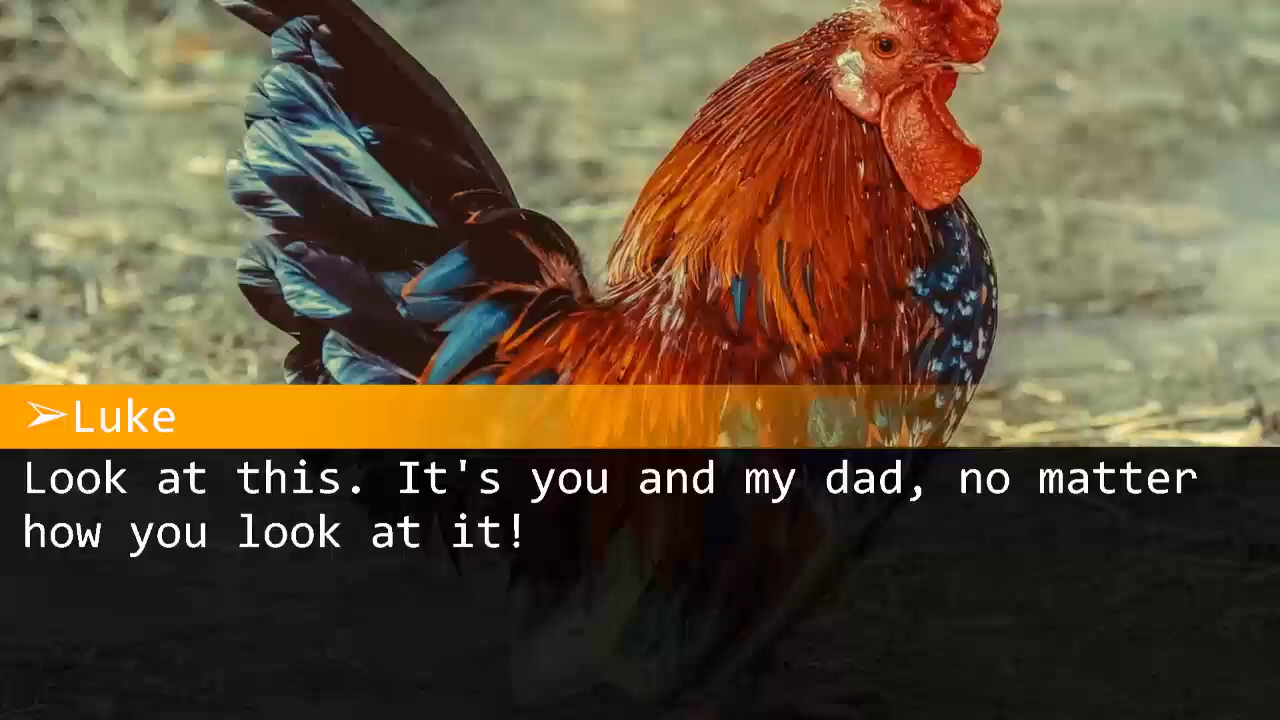 ➢Luke
Look at this. It's you and my dad, no matter
how you look at it!